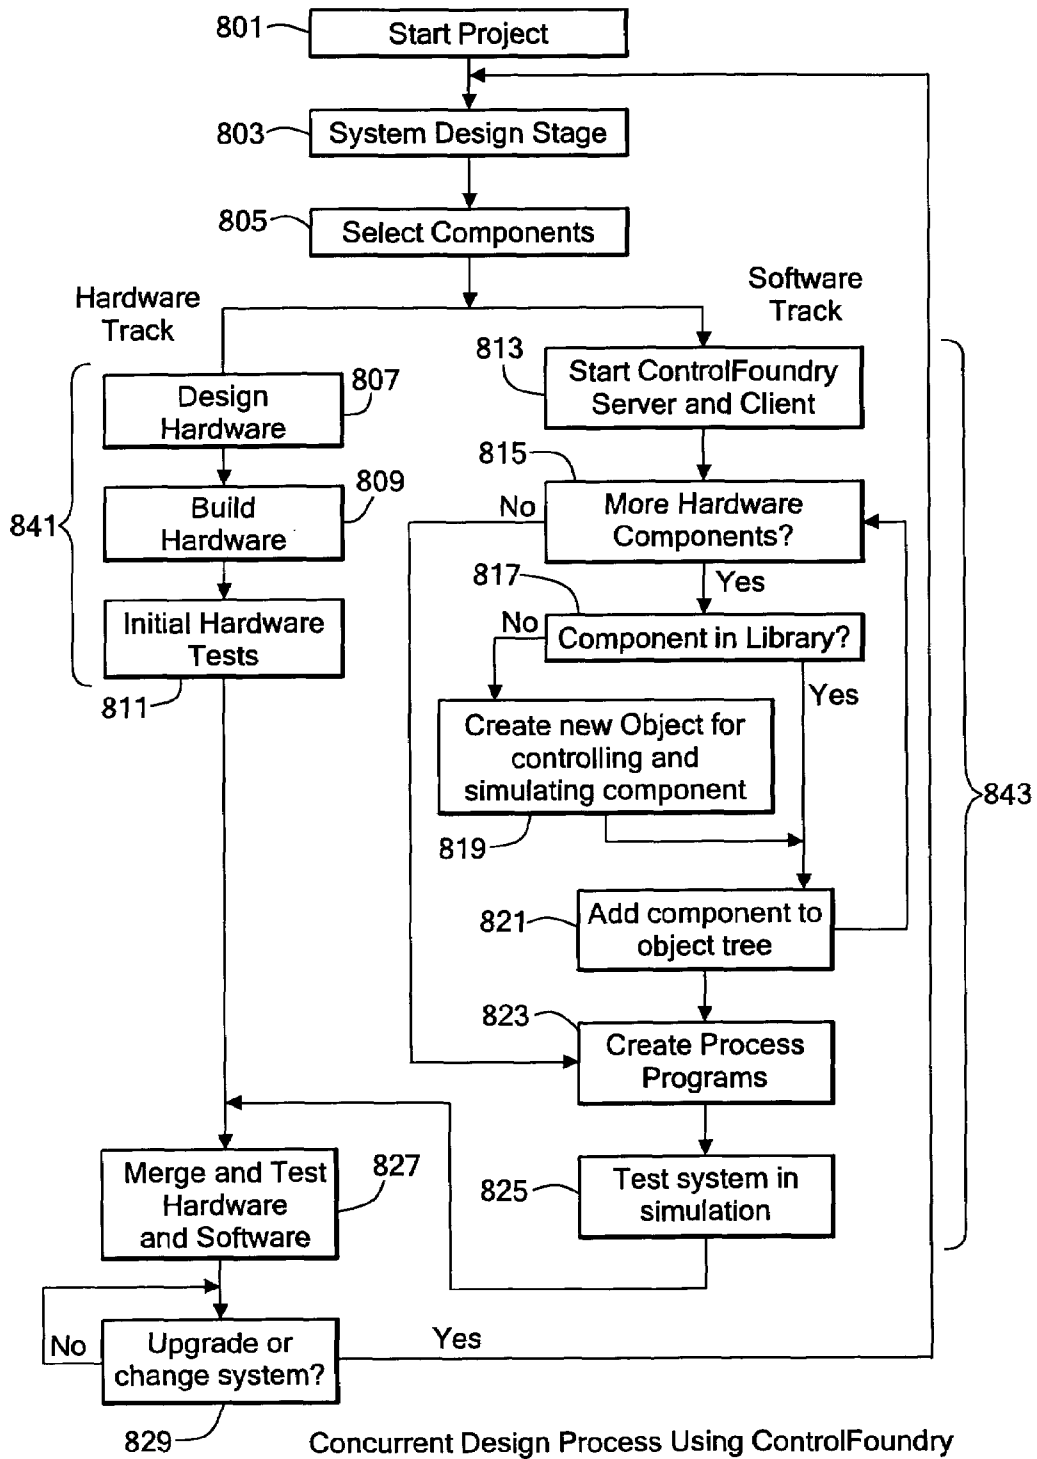 801
Start Project
803
System Design Stage
805
Select Components
Hardware
Track
Software
Track
841
Design
Hardware
807
Build
Hardware
809
Initial Hardware
Tests
811
813
Start ControlFoundry
Server and Client
815
More Hardware
Components?
No
Yes
817
Component in Library?
No
Yes
Create new Object for
controlling and
simulating component
819
843
821
Add component to
object tree
823
Create Process
Programs
825
Test system in
simulation
Merge and Test
Hardware
and Software
827
Upgrade or
change system?
No
Yes
829
Concurrent Design Process Using ControlFoundry